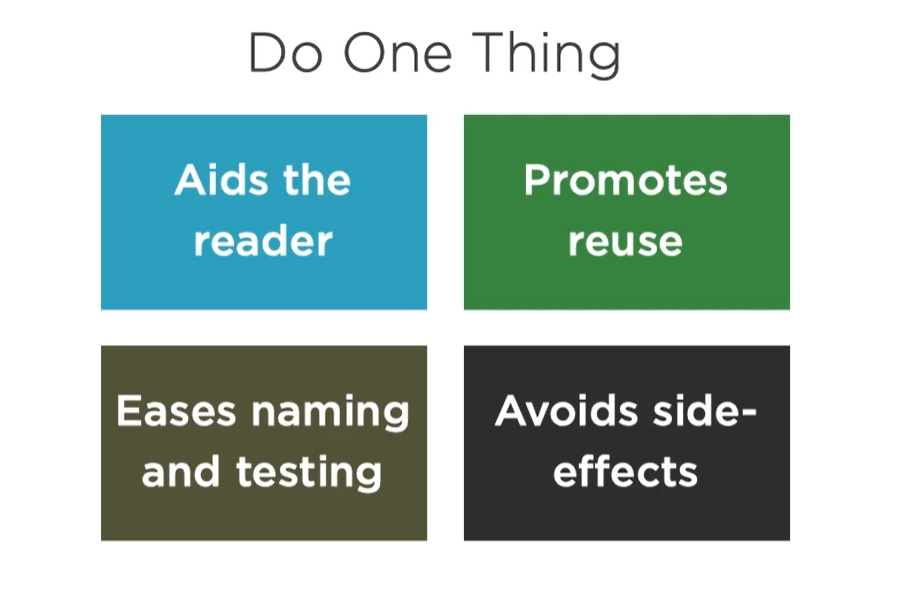 Do One Thing
Aids the
reader
Promotes
reuse
Eases naming
and testing
Avoids side-
effects